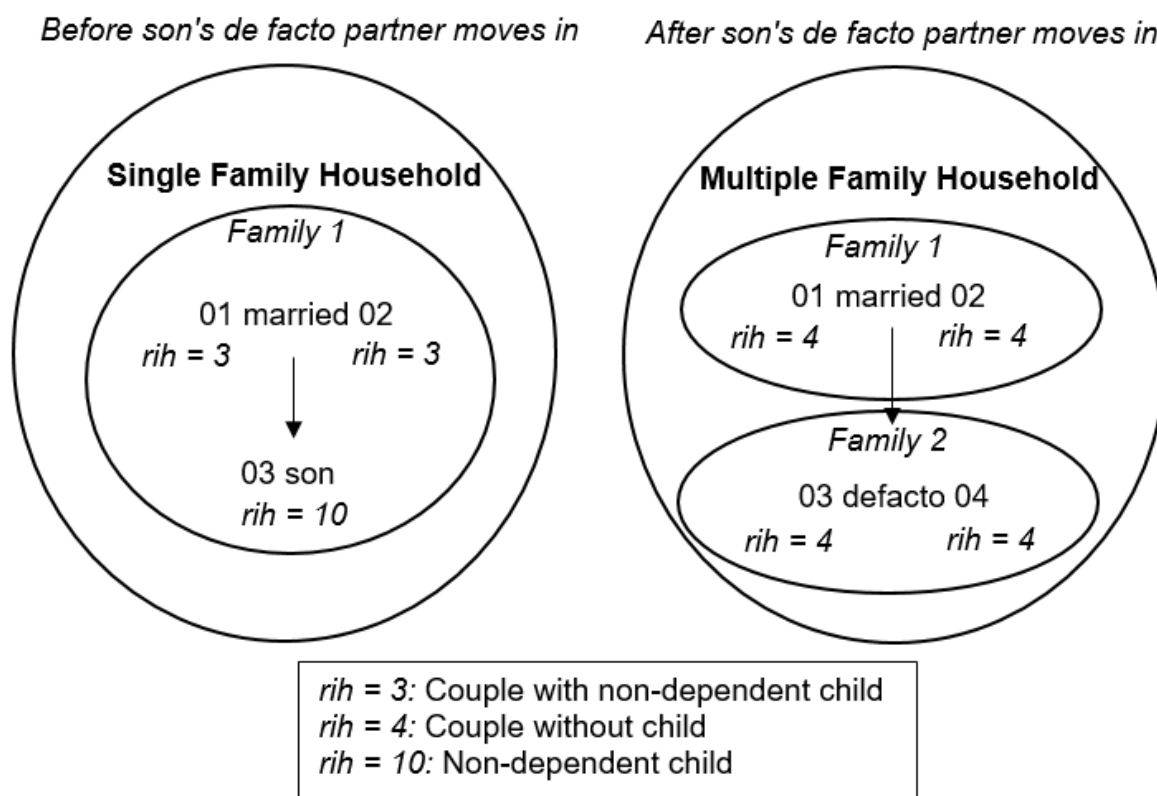 Before son's de facto partner moves in
Single Family Household
Family 1
01 married 02
rih = 3 rih = 3
03 son
rih = 10
After son's de facto partner moves in
Multiple Family Household
Family 1
01 married 02
rih = 4 rih = 4
Family 2
03 defacto 04
rih = 4 rih = 4
rih = 3: Couple with non-dependent child
rih = 4: Couple without child
rih = 10: Non-dependent child